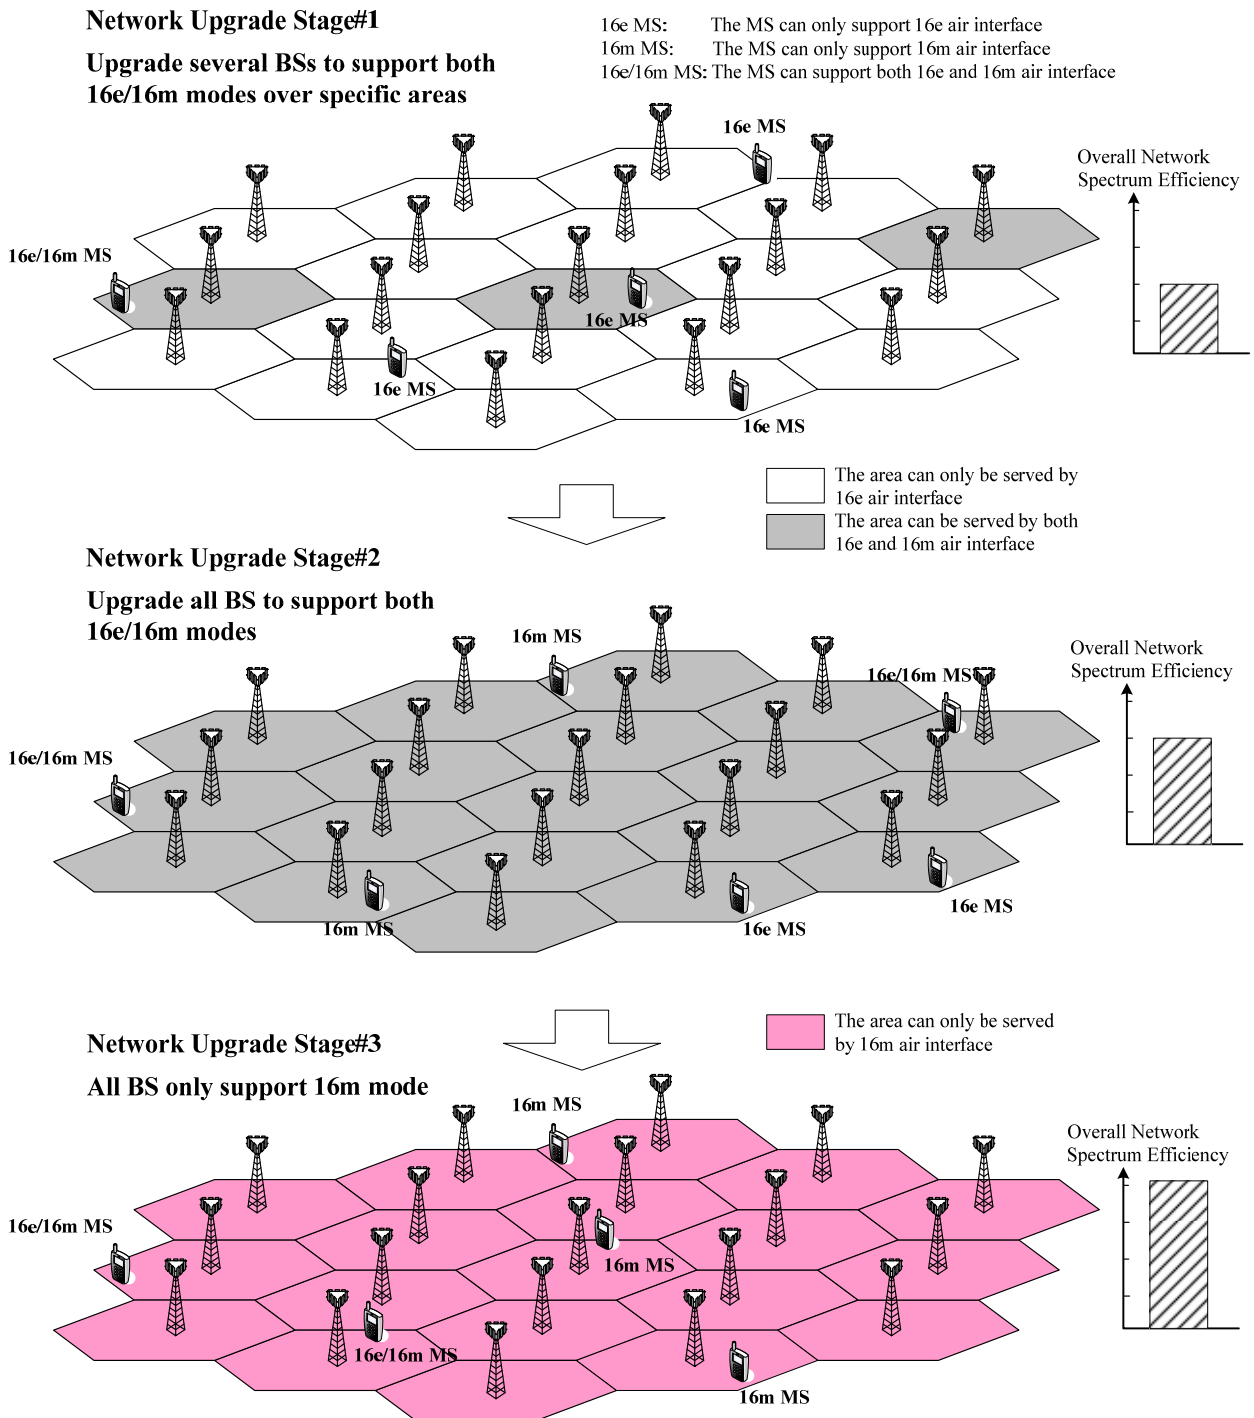 Network Upgrade Stage#1
Upgrade several BSs to support both
16e/16m modes over specific areas
16e MS: The MS can only support 16e air interface
16m MS: The MS can only support 16m air interface
16e/16m MS: The MS can support both 16e and 16m air interface
16e MS
Overall Network
Spectrum Efficiency
16e/16m MS
16e MS
16e MS
16e MS
The area can only be served by
16e air interface
The area can be served by both
16e and 16m air interface
Network Upgrade Stage#2
Upgrade all BS to support both
16e/16m modes
16m MS
16e/16m MS
Overall Network
Spectrum Efficiency
16e/16m MS
16m MS
16e MS
16e MS
The area can only be served
by 16m air interface
Network Upgrade Stage#3
All BS only support 16m mode
16m MS
Overall Network
Spectrum Efficiency
16e/16m MS
16m MS
16e/16m MS
16m MS